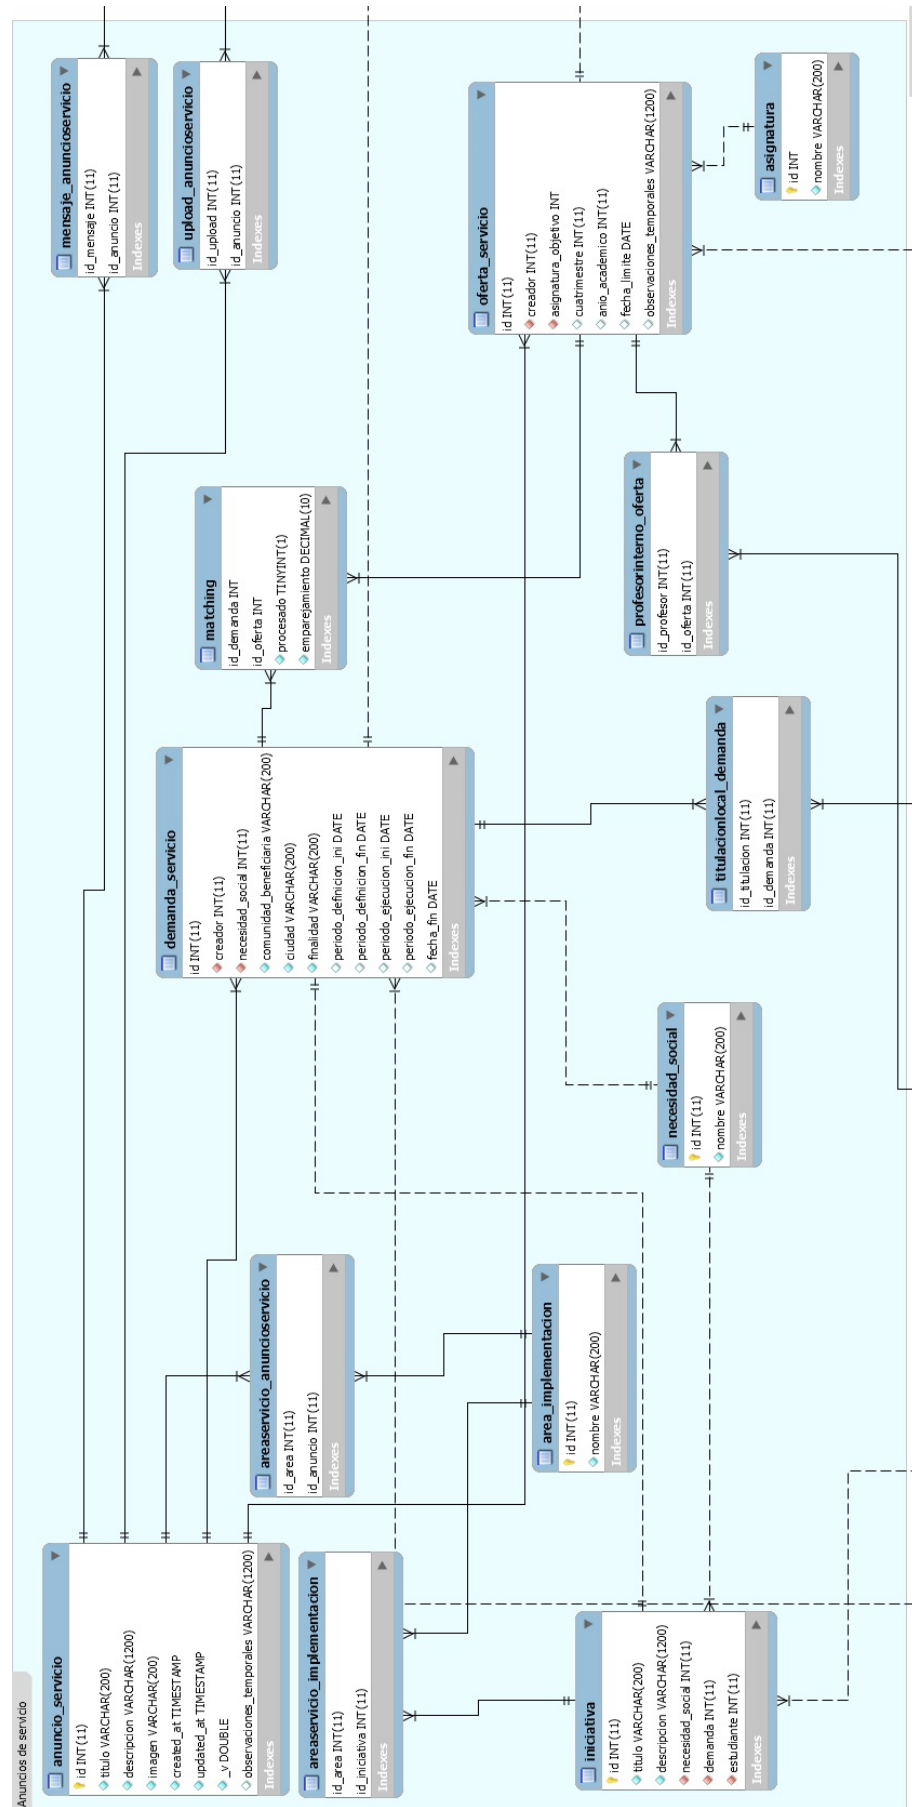 Anuncios de servicio
anuncio_servicio
id INT(11)
titulo VARCHAR(200)
descripcion VARCHAR(1200)
imagen VARCHAR(200)
created_at TIMESTAMP
updated_at TIMESTAMP
_v DOUBLE
observaciones_temporales VARCHAR(1200)
Indexes
areaservicio_implementacion
id_area INT(11)
id_iniciativa INT(11)
Indexes
iniciativa
id INT(11)
titulo VARCHAR(200)
descripcion VARCHAR(1200)
necesidad_social INT(11)
demanda INT(11)
estudiante INT(11)
Indexes
areaservicio_anuncioservicio
id_area INT(11)
id_anuncio INT(11)
Indexes
area_implementacion
id INT(11)
nombre VARCHAR(200)
Indexes
necesidad_social
id INT(11)
nombre VARCHAR(200)
Indexes
demanda_servicio
id INT(11)
creador INT(11)
necesidad_social INT(11)
comunidad_beneficiaria VARCHAR(200)
ciudad VARCHAR(200)
finalidad VARCHAR(200)
periodo_definicion_ini DATE
periodo_definicion_fin DATE
periodo_ejecucion_ini DATE
periodo_ejecucion_fin DATE
fecha_fin DATE
Indexes
titulacionlocal_demanda
id_titulacion INT(11)
id_demanda INT(11)
Indexes
matching
id_demanda INT
id_oferta INT
procesado TINYINT(1)
emparejamiento DECIMAL(10)
Indexes
profesorinterno_oferta
id_profesor INT(11)
id_oferta INT(11)
Indexes
mensaje_anuncioservicio
id_mensaje INT(11)
id_anuncio INT(11)
Indexes
upload_anuncioservicio
id_upload INT(11)
id_anuncio INT(11)
Indexes
oferta_servicio
id INT(11)
creador INT(11)
asignatura_objetivo INT
cuatrimestre INT(11)
anio_academico INT(11)
fecha_limite DATE
observaciones_temporales VARCHAR(1200)
Indexes
asignatura
id INT
nombre VARCHAR(200)
Indexes